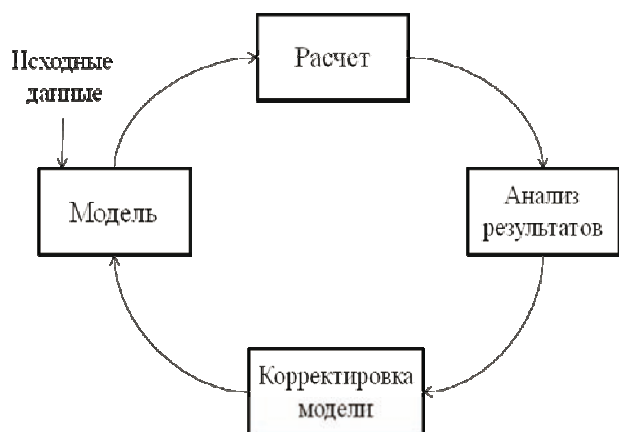 Исходные
данные
Расчет
Модель
Анализ
результатов
Корректировка
модели